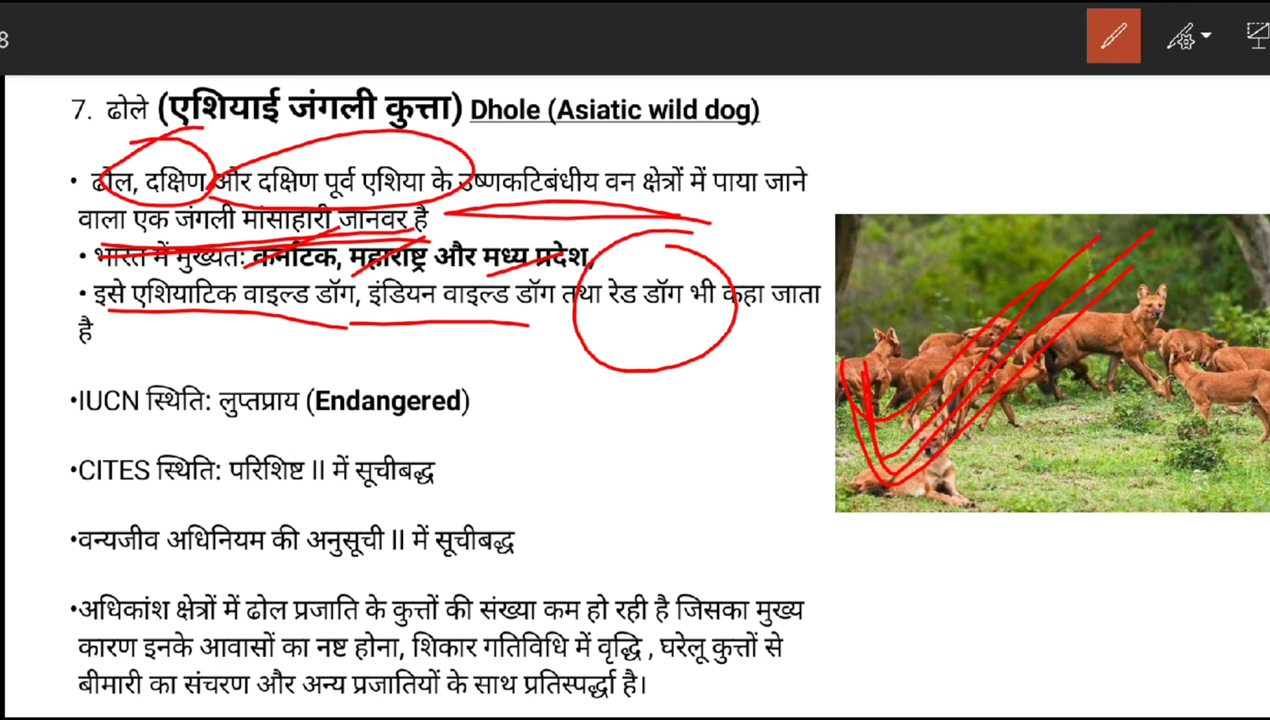 8
7. ढोले (एशियाई जंगली कुत्ता) Dhole (Asiatic wild dog)
• ढोल, दक्षिण और दक्षिण पूर्व एशिया के उष्णकटिबंधीय वन क्षेत्रों में पाया जाने
वाला एक जंगली मांसाहारी जानवर है
• भारत में मुख्यतः कर्नाटक, महाराष्ट्र और मध्य प्रदेश,
• इसे एशियाटिक वाइल्ड डॉग, इंडियन वाइल्ड डॉग तथा रेड डॉग भी कहा जाता
है
•IUCN स्थिति: लुप्तप्राय (Endangered)
•CITES स्थिति: परिशिष्ट II में सूचीबद्ध
•वन्यजीव अधिनियम की अनुसूची II में सूचीबद्ध
•अधिकांश क्षेत्रों में ढोल प्रजाति के कुत्तों की संख्या कम हो रही है जिसका मुख्य
कारण इनके आवासों का नष्ट होना, शिकार गतिविधि में वृद्धि , घरेलू कुत्तों से
बीमारी का संचरण और अन्य प्रजातियों के साथ प्रतिस्पर्द्धा है।